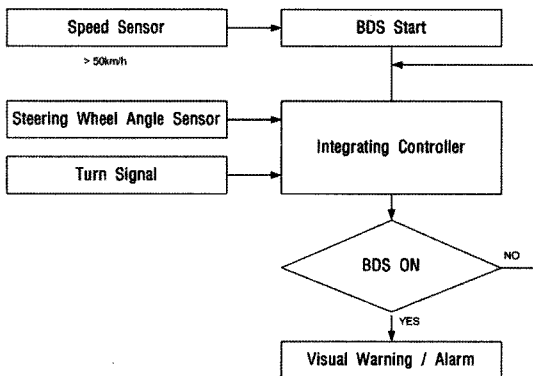 Speed Sensor
BDS Start
> 50km/h
Steering Wheel Angle Sensor
Integrating Controller
Turn Signal
BDS ON
NO
YES
Visual Warning / Alarm